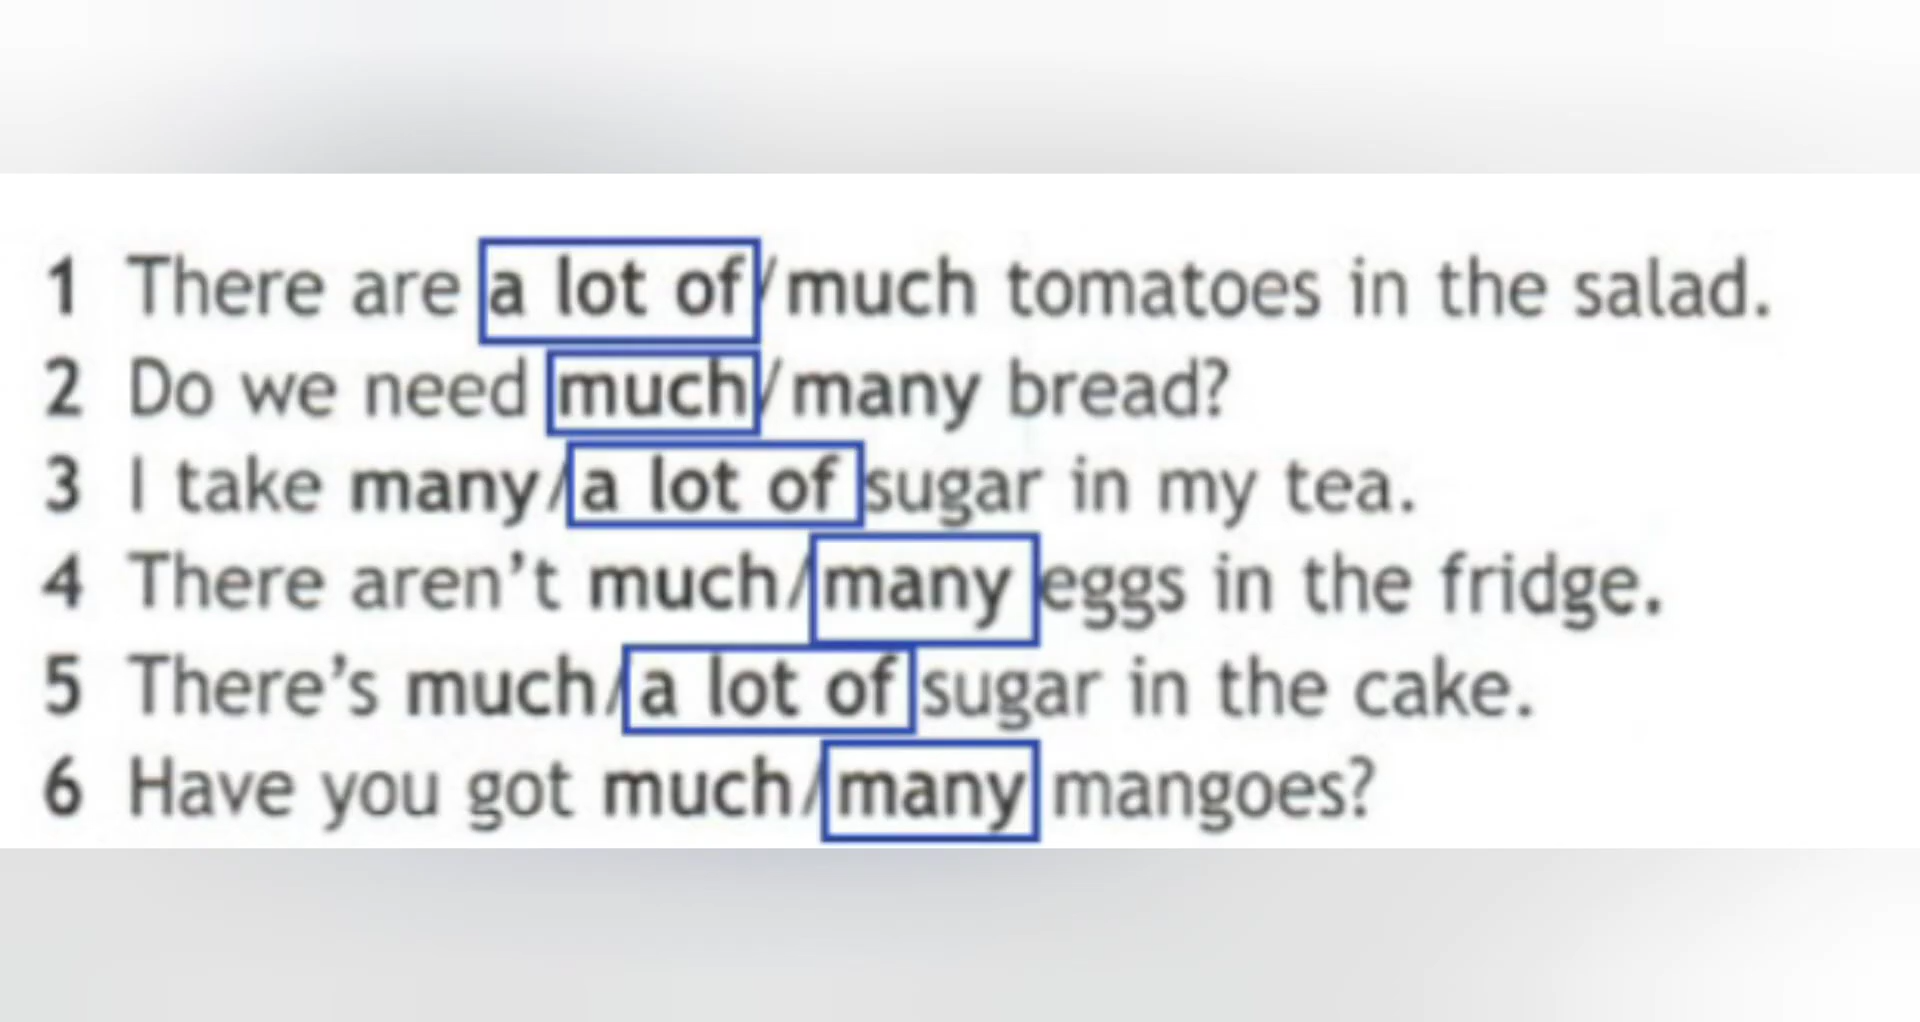 1 There are a lot of/much tomatoes in the salad.
2 Do we need much/many bread?
3 I take many/a lot of sugar in my tea.
4 There aren't much/many eggs in the fridge.
5 There's much/a lot of sugar in the cake.
6 Have you got much/many mangoes?